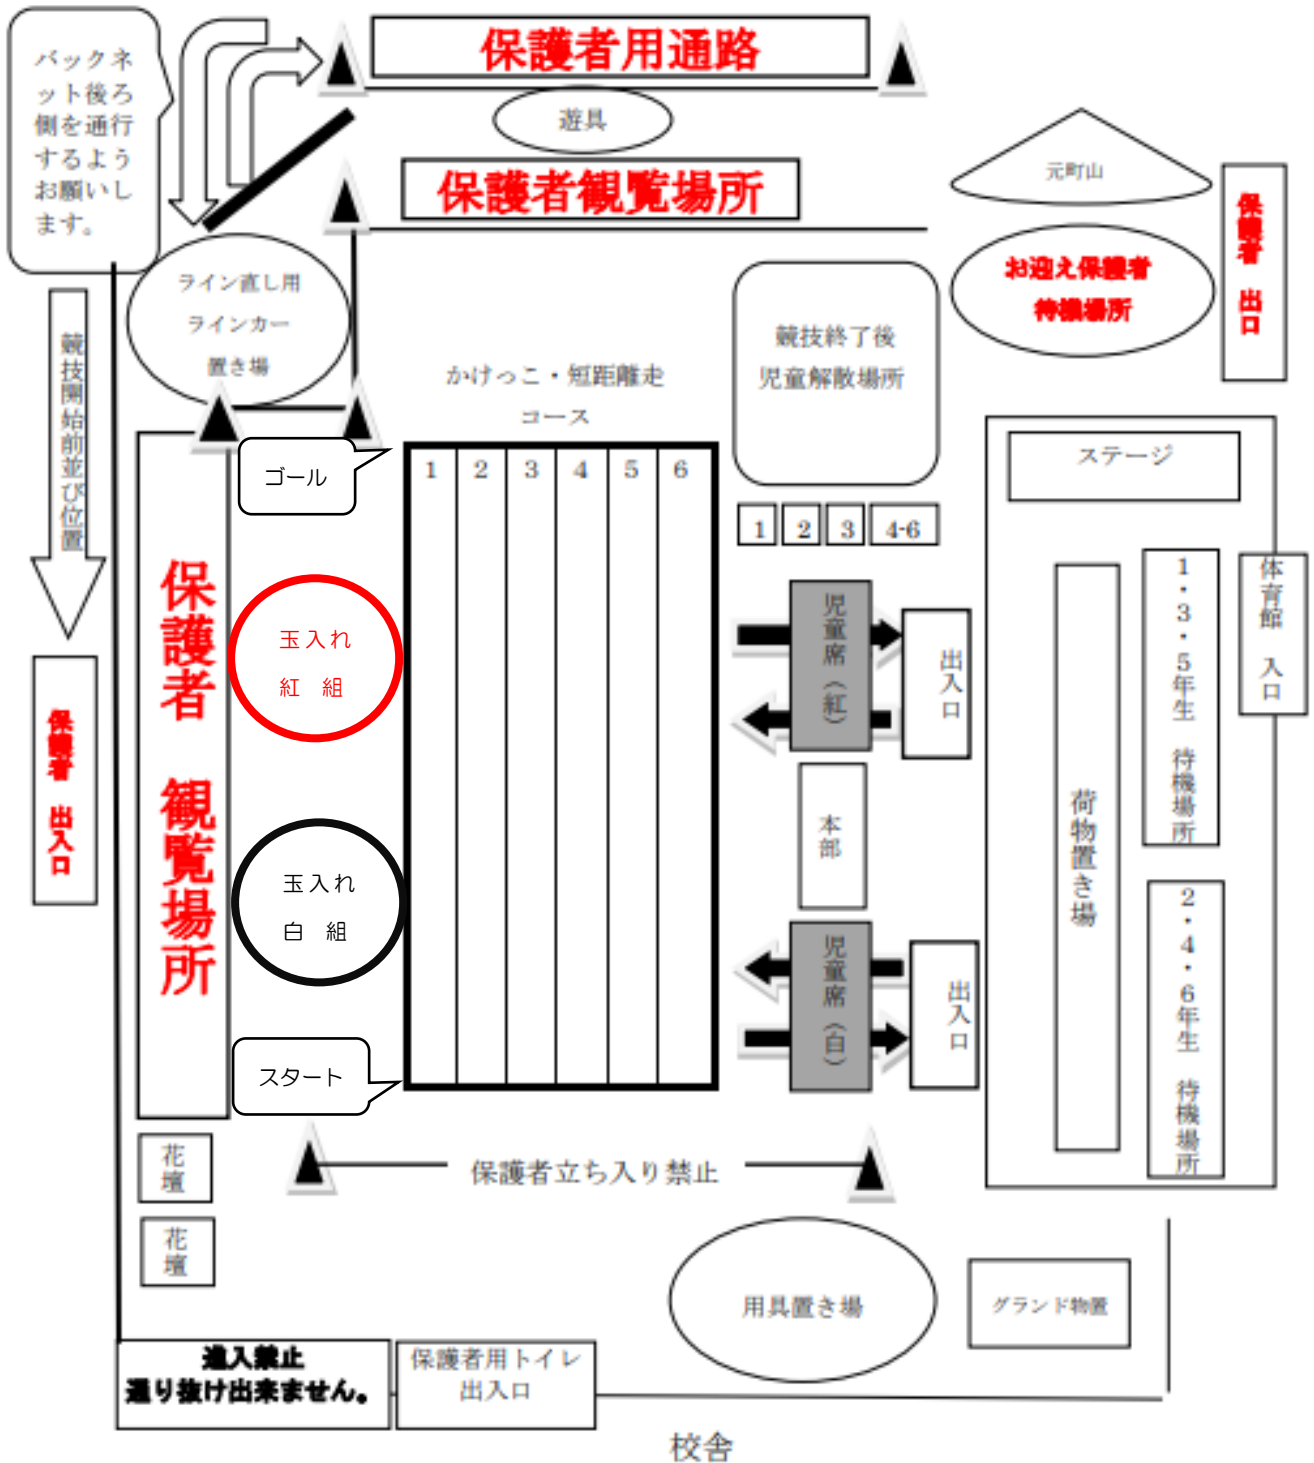 バックネ
ット後ろ
側を通行
するよう
お願いし
ます。
保護者用通路
遊具
保護者観覧場所
元町山
保護者 出口
お迎え保護者
待機場所
ライン直し用
ラインカー
置き場
競技開始前並び位置
競技終了後
児童解散場所
かけっこ・短距離走
コース
ゴール
1 2 3 4 5 6
1 2 3 4-6
ステージ
保護者 観覧場所
玉入れ
紅 組
児童席（紅）
出入口
体育館 入口
1・3・5年生 待機場所
荷物置き場
保護者 出入口
本部
玉入れ
白 組
児童席（白）
出入口
2・4・6年生 待機場所
スタート
花壇
花壇
保護者立ち入り禁止
用具置き場
グランド物置
進入禁止
通り抜け出来ません。
保護者用トイレ
出入口
校舎